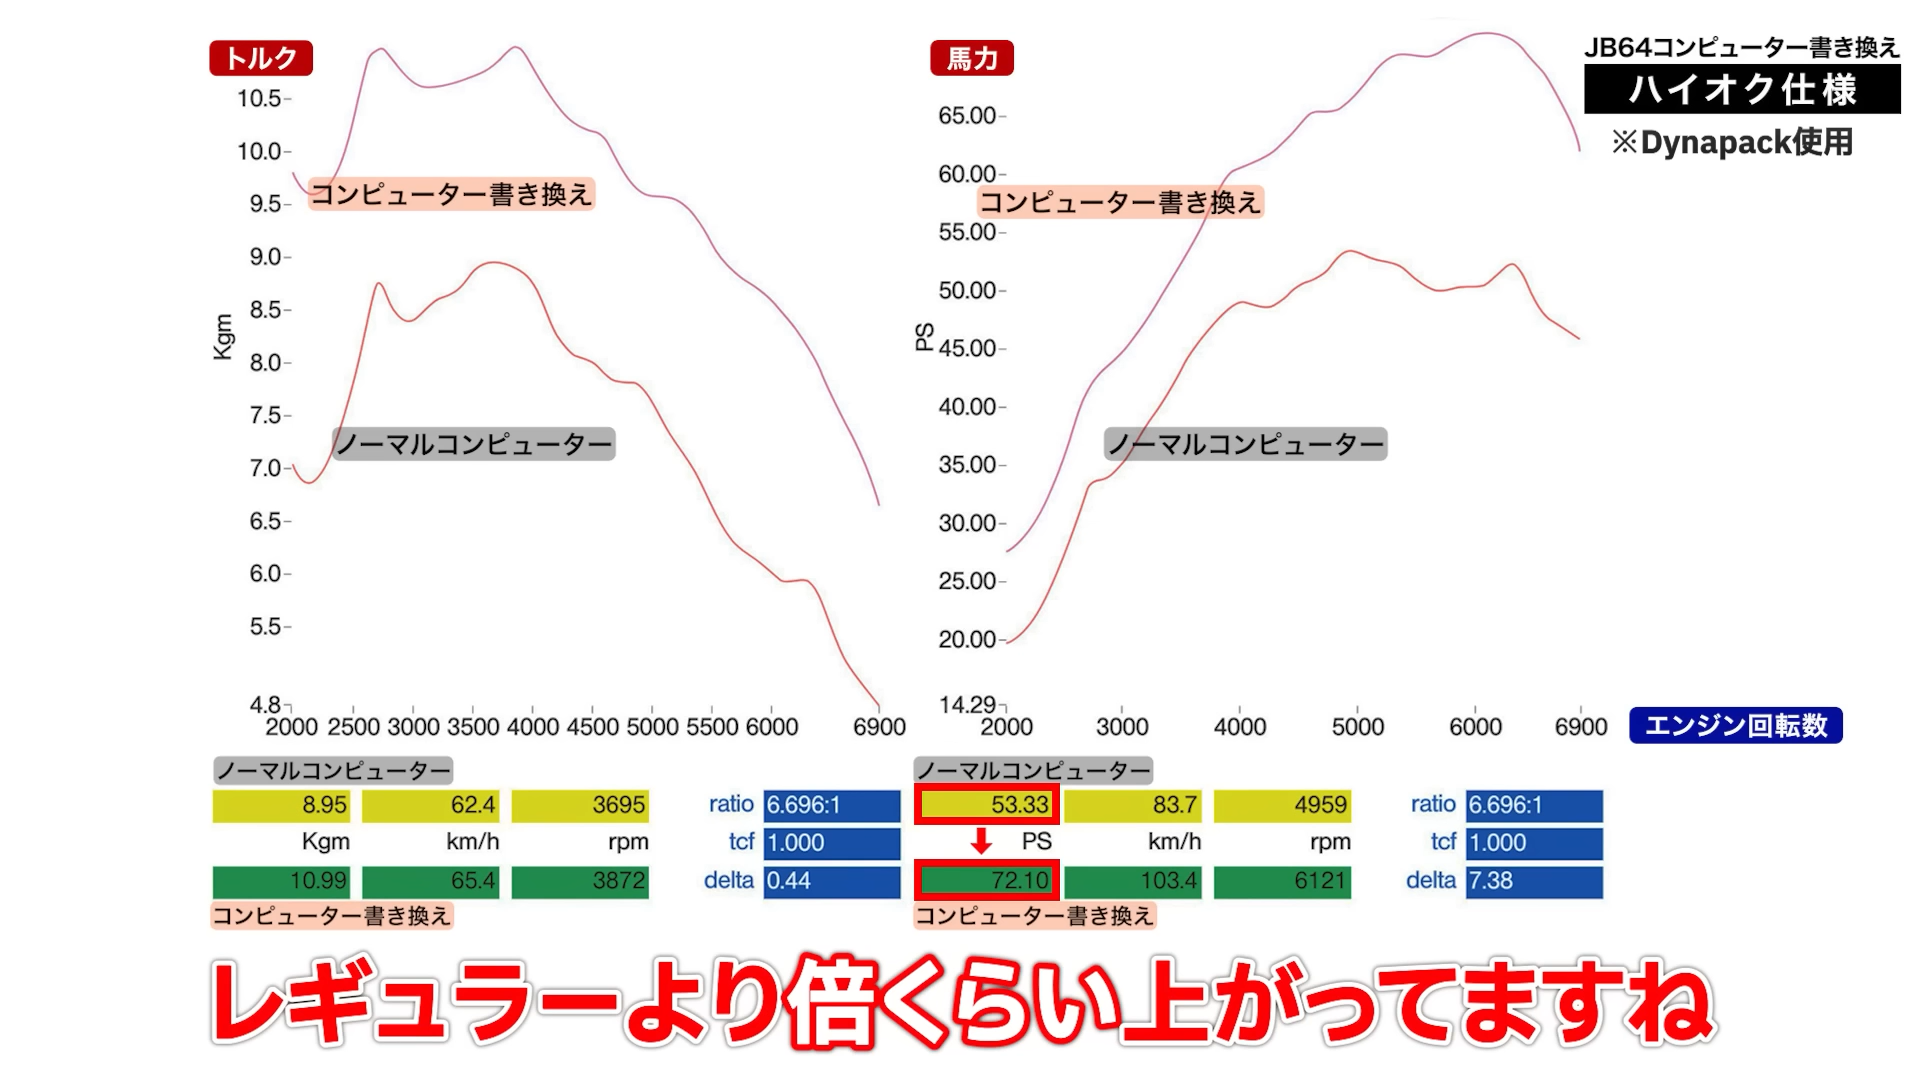 トルク
10.5
10.0
9.5
9.0
8.5
8.0
7.5
7.0
6.5
6.0
5.5
4.8
Kgm
コンピューター書き換え
ノーマルコンピューター
2000 2500 3000 3500 4000 4500 5000 5500 6000 6900
馬力
65.00
60.00
55.00
50.00
45.00
40.00
35.00
30.00
25.00
20.00
14.29
PS
コンピューター書き換え
ノーマルコンピューター
2000 3000 4000 5000 6000 6900
エンジン回転数
JB64コンピューター書き換え
ハイオク仕様
※Dynapack使用
ノーマルコンピューター
8.95 62.4 3695 ratio 6.696:1
Kgm km/h rpm tcf 1.000
10.99 65.4 3872 delta 0.44
コンピューター書き換え
ノーマルコンピューター
53.33 83.7 4959 ratio 6.696:1
PS km/h rpm tcf 1.000
72.10 103.4 6121 delta 7.38
コンピューター書き換え
レギュラーより倍くらい上がってますね